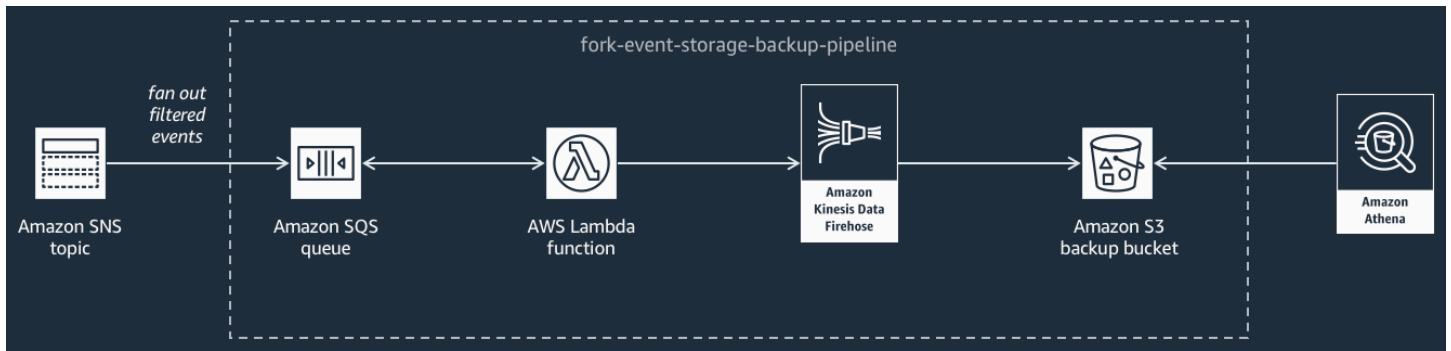 fork-event-storage-backup-pipeline
fan out
filtered
events
Amazon SNS
topic
Amazon SQS
queue
AWS Lambda
function
Amazon
Kinesis Data
Firehose
Amazon S3
backup bucket
Amazon
Athena